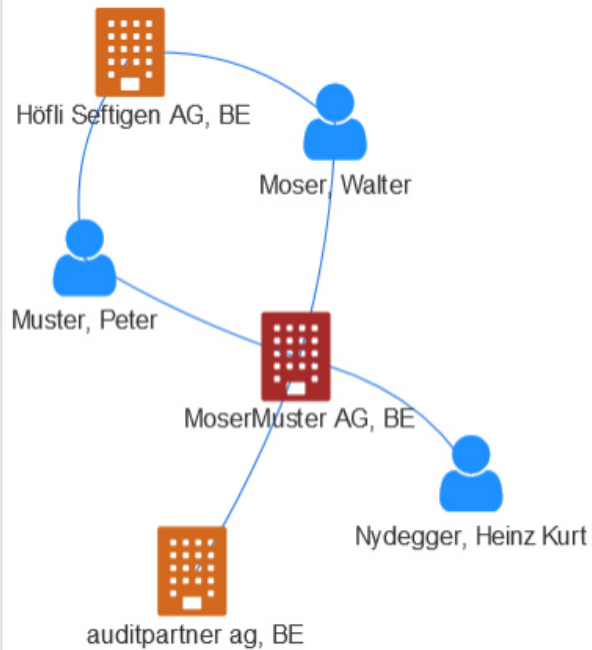 Höfli Seftigen AG, BE
Moser, Walter
Muster, Peter
MoserMuster AG, BE
Nydegger, Heinz Kurt
auditpartner ag, BE